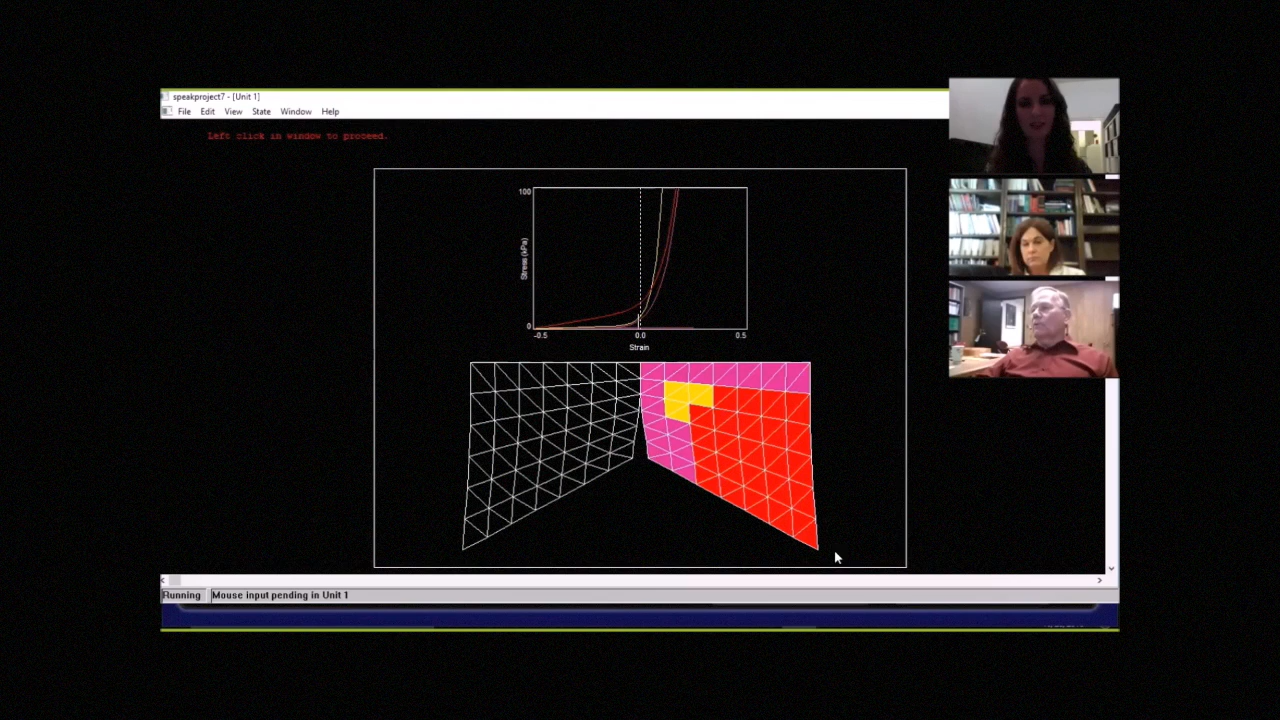 speakproject7 - [Unit 1]
File Edit View State Window Help
Left click in window to proceed.
100
Stress (kPa)
0
-0.5 0.0 0.5
Strain
Running Mouse input pending in Unit 1